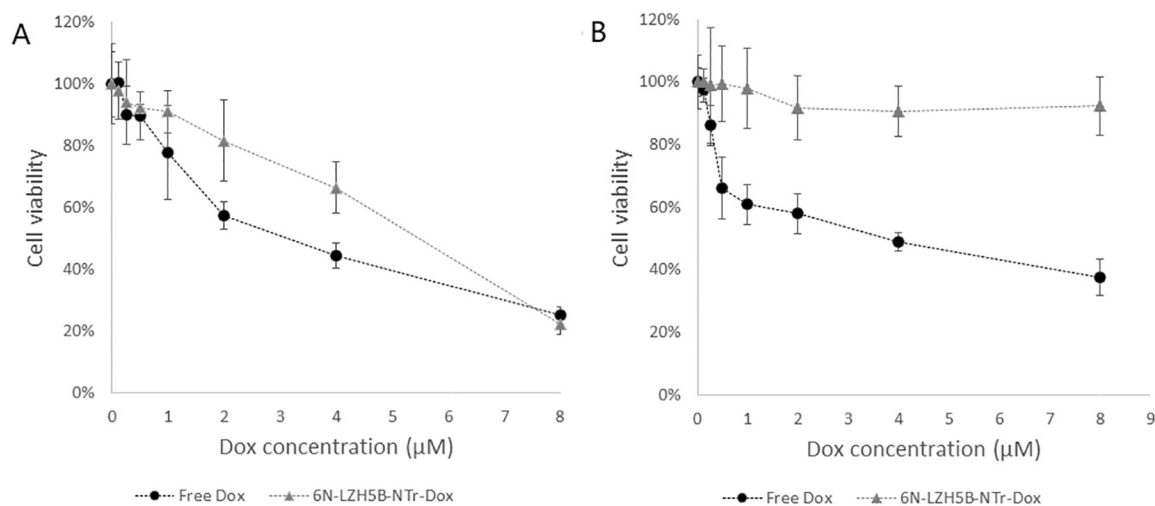 A
120%
100%
80%
60%
40%
20%
0%
Cell viability
0 1 2 3 4 5 6 7 8
Dox concentration (µM)
Free Dox 6N-LZH5B-NTr-Dox
B
120%
100%
80%
60%
40%
20%
0%
Cell viability
0 1 2 3 4 5 6 7 8 9
Dox concentration (µM)
Free Dox 6N-LZH5B-NTr-Dox